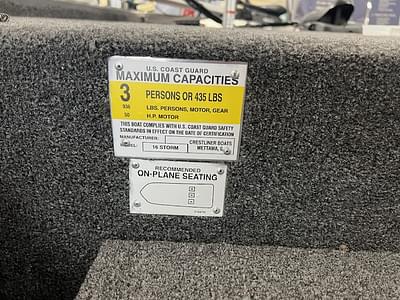 U.S. COAST GUARD
MAXIMUM CAPACITIES
3 PERSONS OR 435 LBS
936 LBS. PERSONS, MOTOR, GEAR
50 H.P. MOTOR
THIS BOAT COMPLIES WITH U.S. COAST GUARD SAFETY
STANDARDS IN EFFECT ON THE DATE OF CERTIFICATION
MANUFACTURER: CRESTLINER BOATS
16 STORM
RECOMMENDED
ON-PLANE SEATING